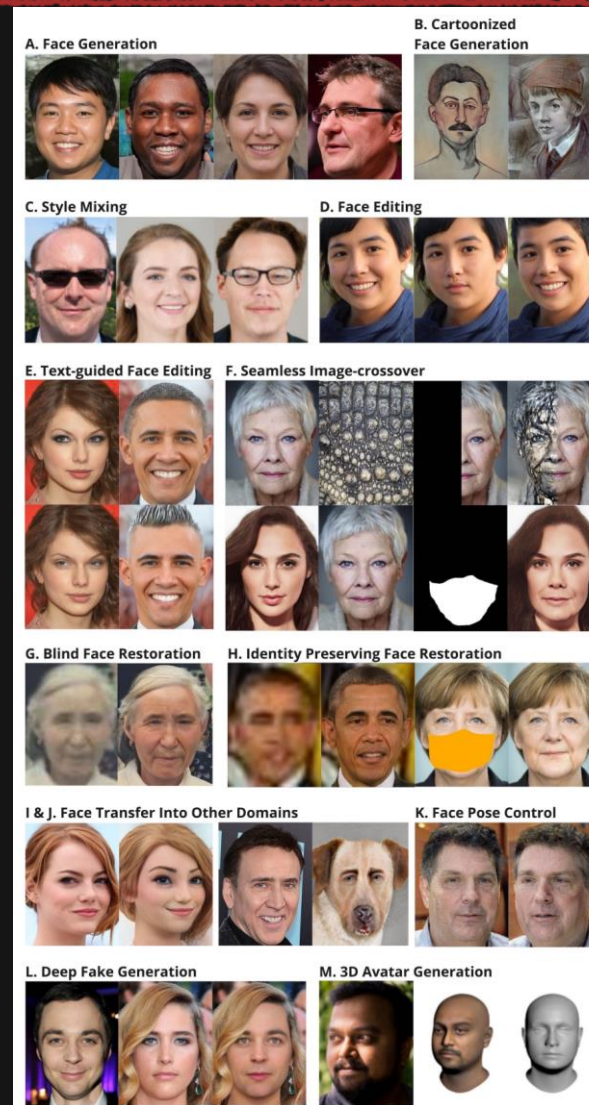 A. Face Generation
B. Cartoonized
Face Generation
C. Style Mixing
D. Face Editing
E. Text-guided Face Editing
F. Seamless Image-crossover
G. Blind Face Restoration
H. Identity Preserving Face Restoration
I & J. Face Transfer Into Other Domains
K. Face Pose Control
L. Deep Fake Generation
M. 3D Avatar Generation